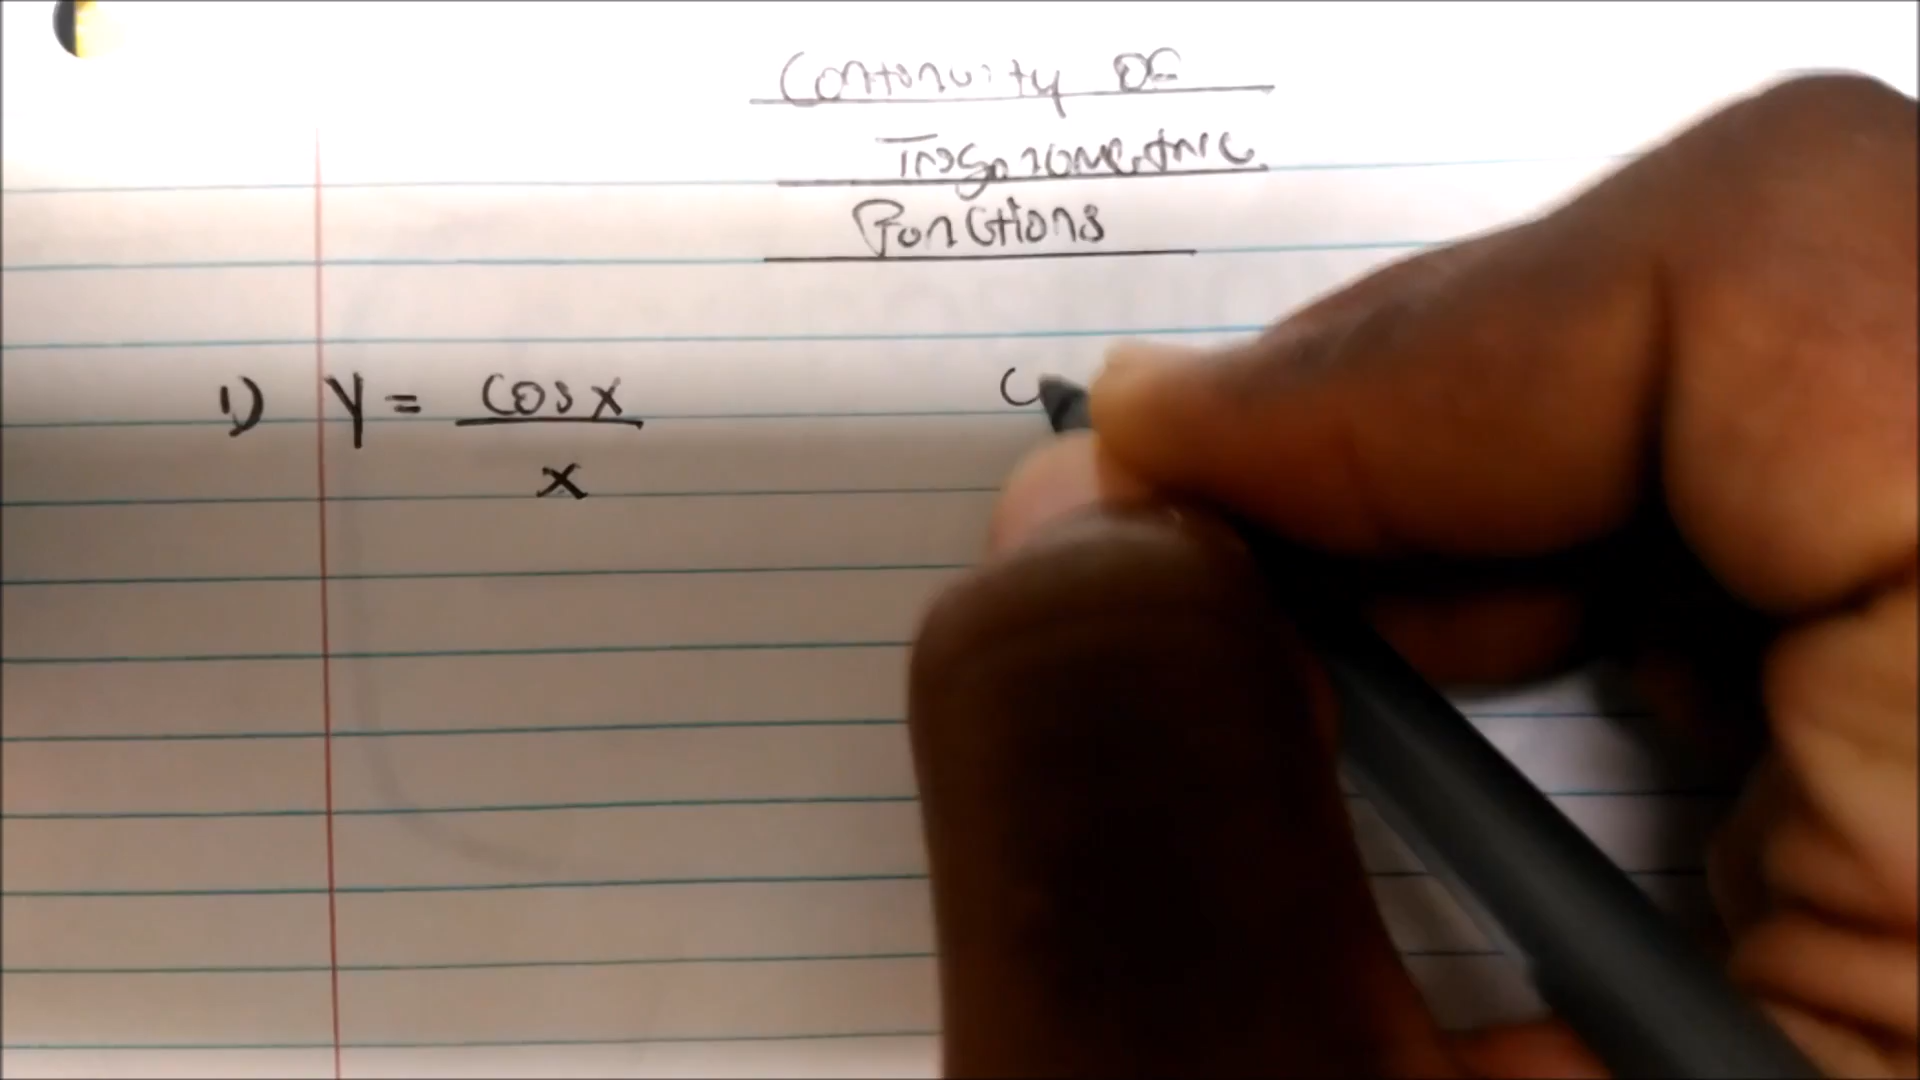 Continuity of
Trigonometric
Functions
1) y = cos x / x
C